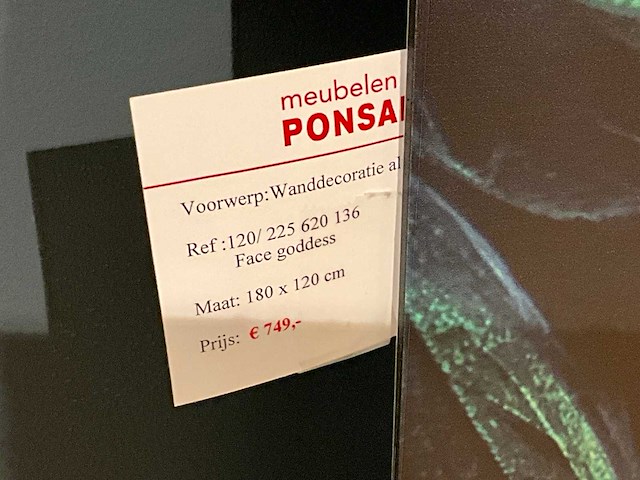 meubelen
PONSA
Voorwerp:Wanddecoratie al
Ref :120/ 225 620 136
Face goddess
Maat: 180 x 120 cm
Prijs: € 749,-